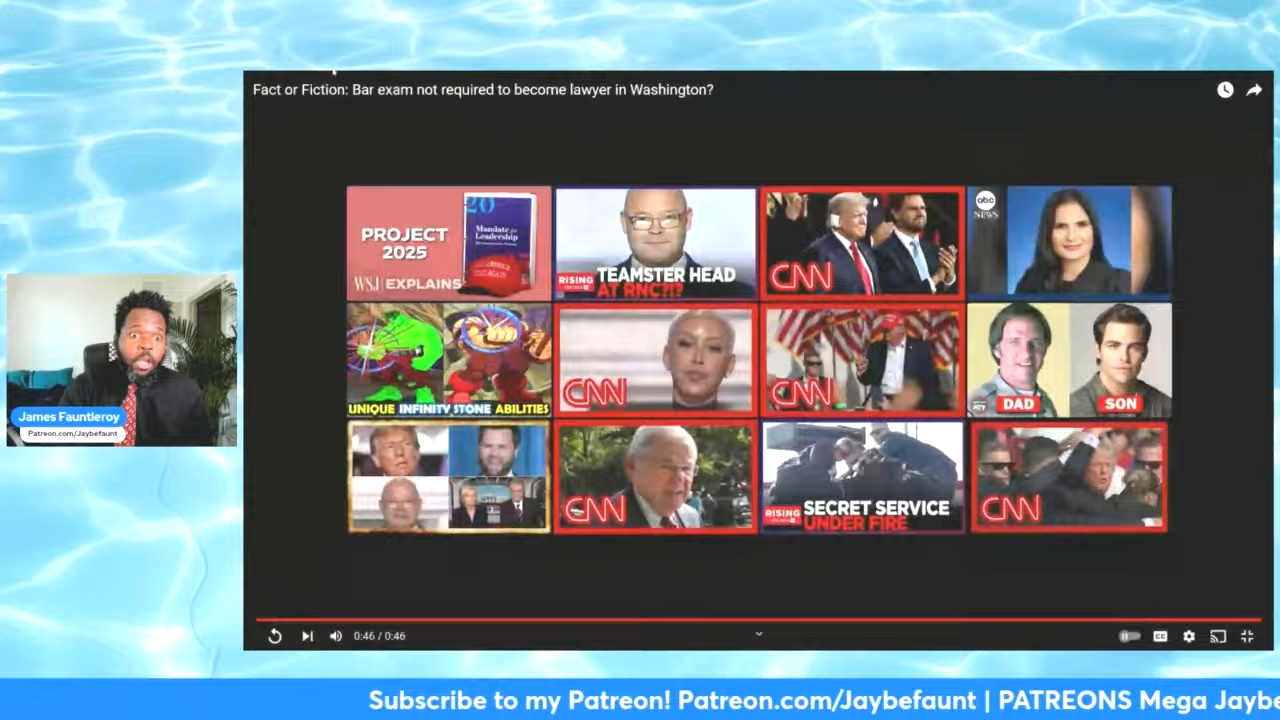 Fact or Fiction: Bar exam not required to become lawyer in Washington?
PROJECT
2025
WSJ | EXPLAINS
20
Mandate for
Leadership
RISING
TEAMSTER HEAD
AT RNC?!?
CNN
abc
NEWS
UNIQUE INFINITY STONE ABILITIES
CNN
CNN
DAD
SON
CNN
RISING
SECRET SERVICE
UNDER FIRE
CNN
James Fauntleroy
Patreon.com/Jaybefaunt
0:46 / 0:46
CC
Subscribe to my Patreon! Patreon.com/Jaybefaunt | PATREONS Mega Jaybe